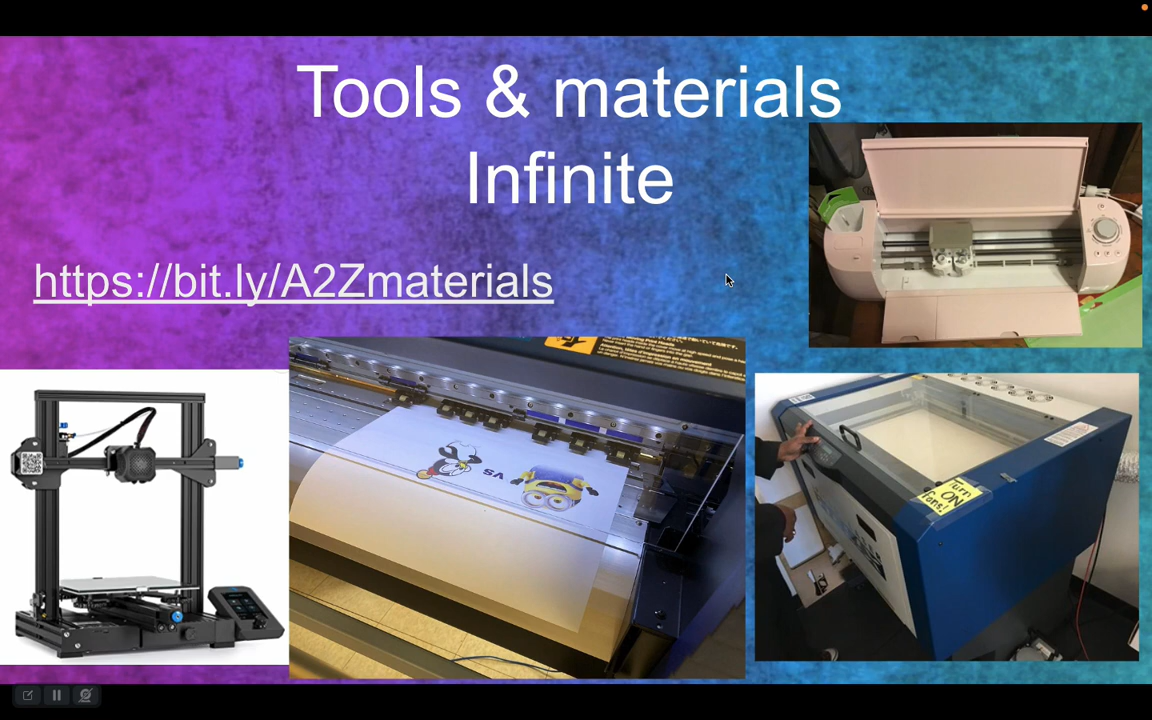 Tools & materials
Infinite
https://bit.ly/A2Zmaterials
VS
Turn
ON
fans!